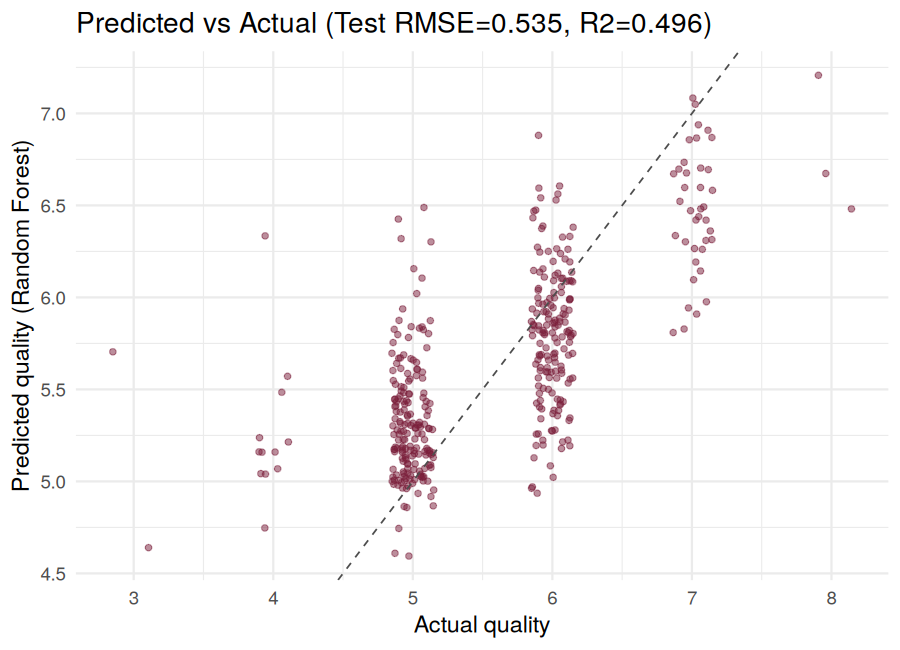 Predicted vs Actual (Test RMSE=0.535, R2=0.496)
Predicted quality (Random Forest)
7.0
6.5
6.0
5.5
5.0
4.5
3 4 5 6 7 8
Actual quality